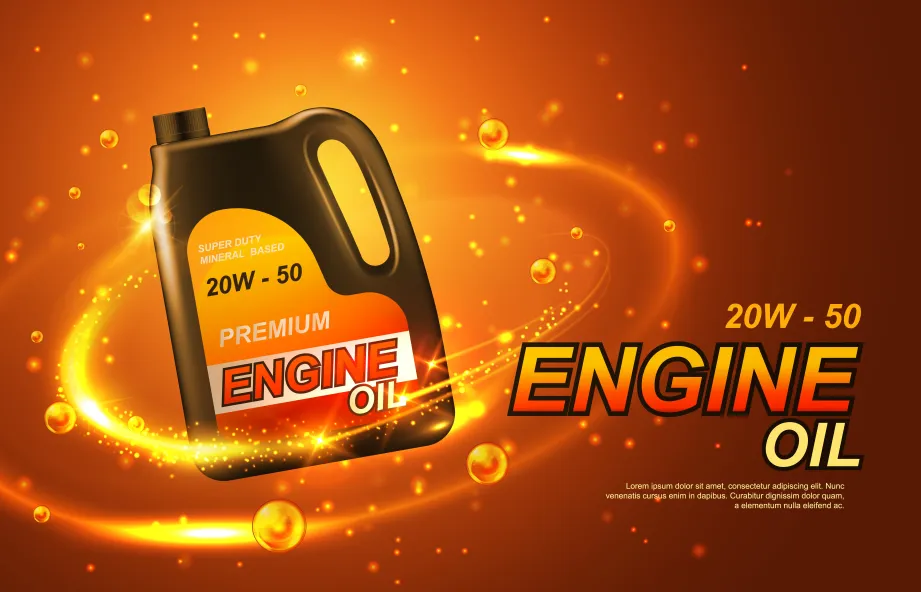 SUPER DUTY
MINERAL BASED
20W - 50
PREMIUM
ENGINE
OIL
20W - 50
ENGINE
OIL
Lorem ipsum dolor sit amet, consectetur adipiscing elit. Nunc
venenatis cursus enim in dapibus. Curabitur dignissim dolor quam,
a elementum nulla eleifend ac.